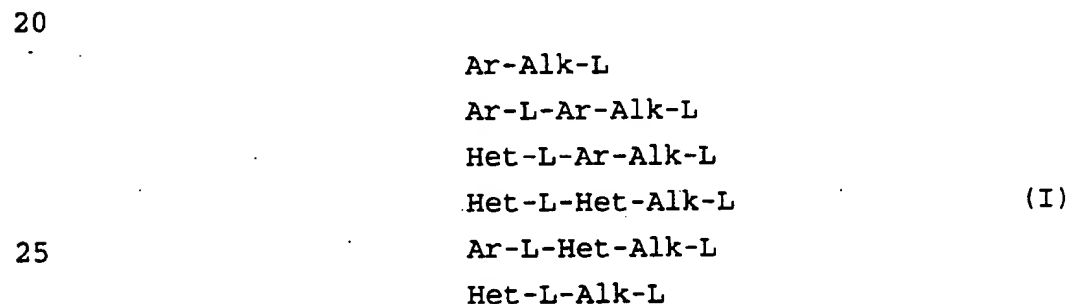 20
Ar-Alk-L
Ar-L-Ar-Alk-L
Het-L-Ar-Alk-L
Het-L-Het-Alk-L (I)
25 Ar-L-Het-Alk-L
Het-L-Alk-L